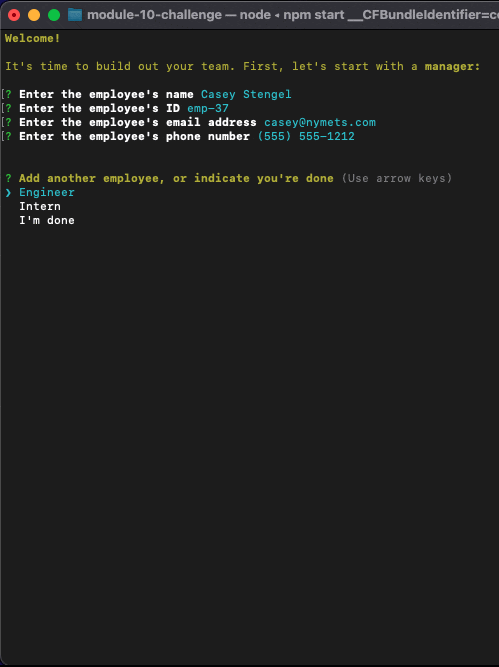 module-10-challenge — node ◂ npm start __CFBundleIdentifier=co
Welcome!
It's time to build out your team. First, let's start with a manager:
[? Enter the employee's name Casey Stengel
[? Enter the employee's ID emp-37
[? Enter the employee's email address casey@nymets.com
[? Enter the employee's phone number (555) 555-1212
? Add another employee, or indicate you're done (Use arrow keys)
❯ Engineer
Intern
I'm done